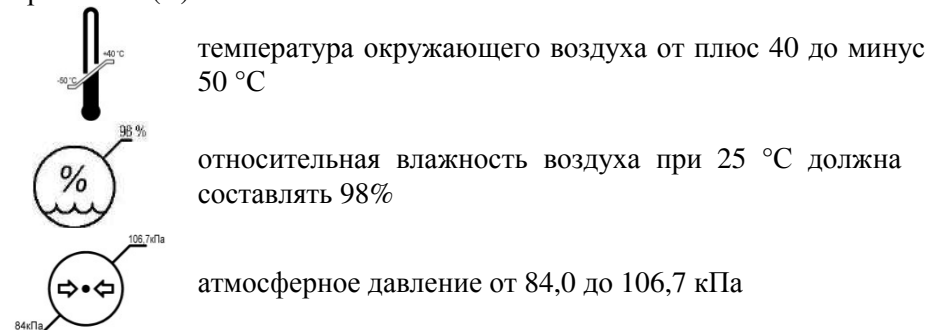 +40 °C
-50 °C
температура окружающего воздуха от плюс 40 до минус
50 °С
98 %
%
относительная влажность воздуха при 25 °С должна
составлять 98%
106,7кПа
атмосферное давление от 84,0 до 106,7 кПа
84кПа